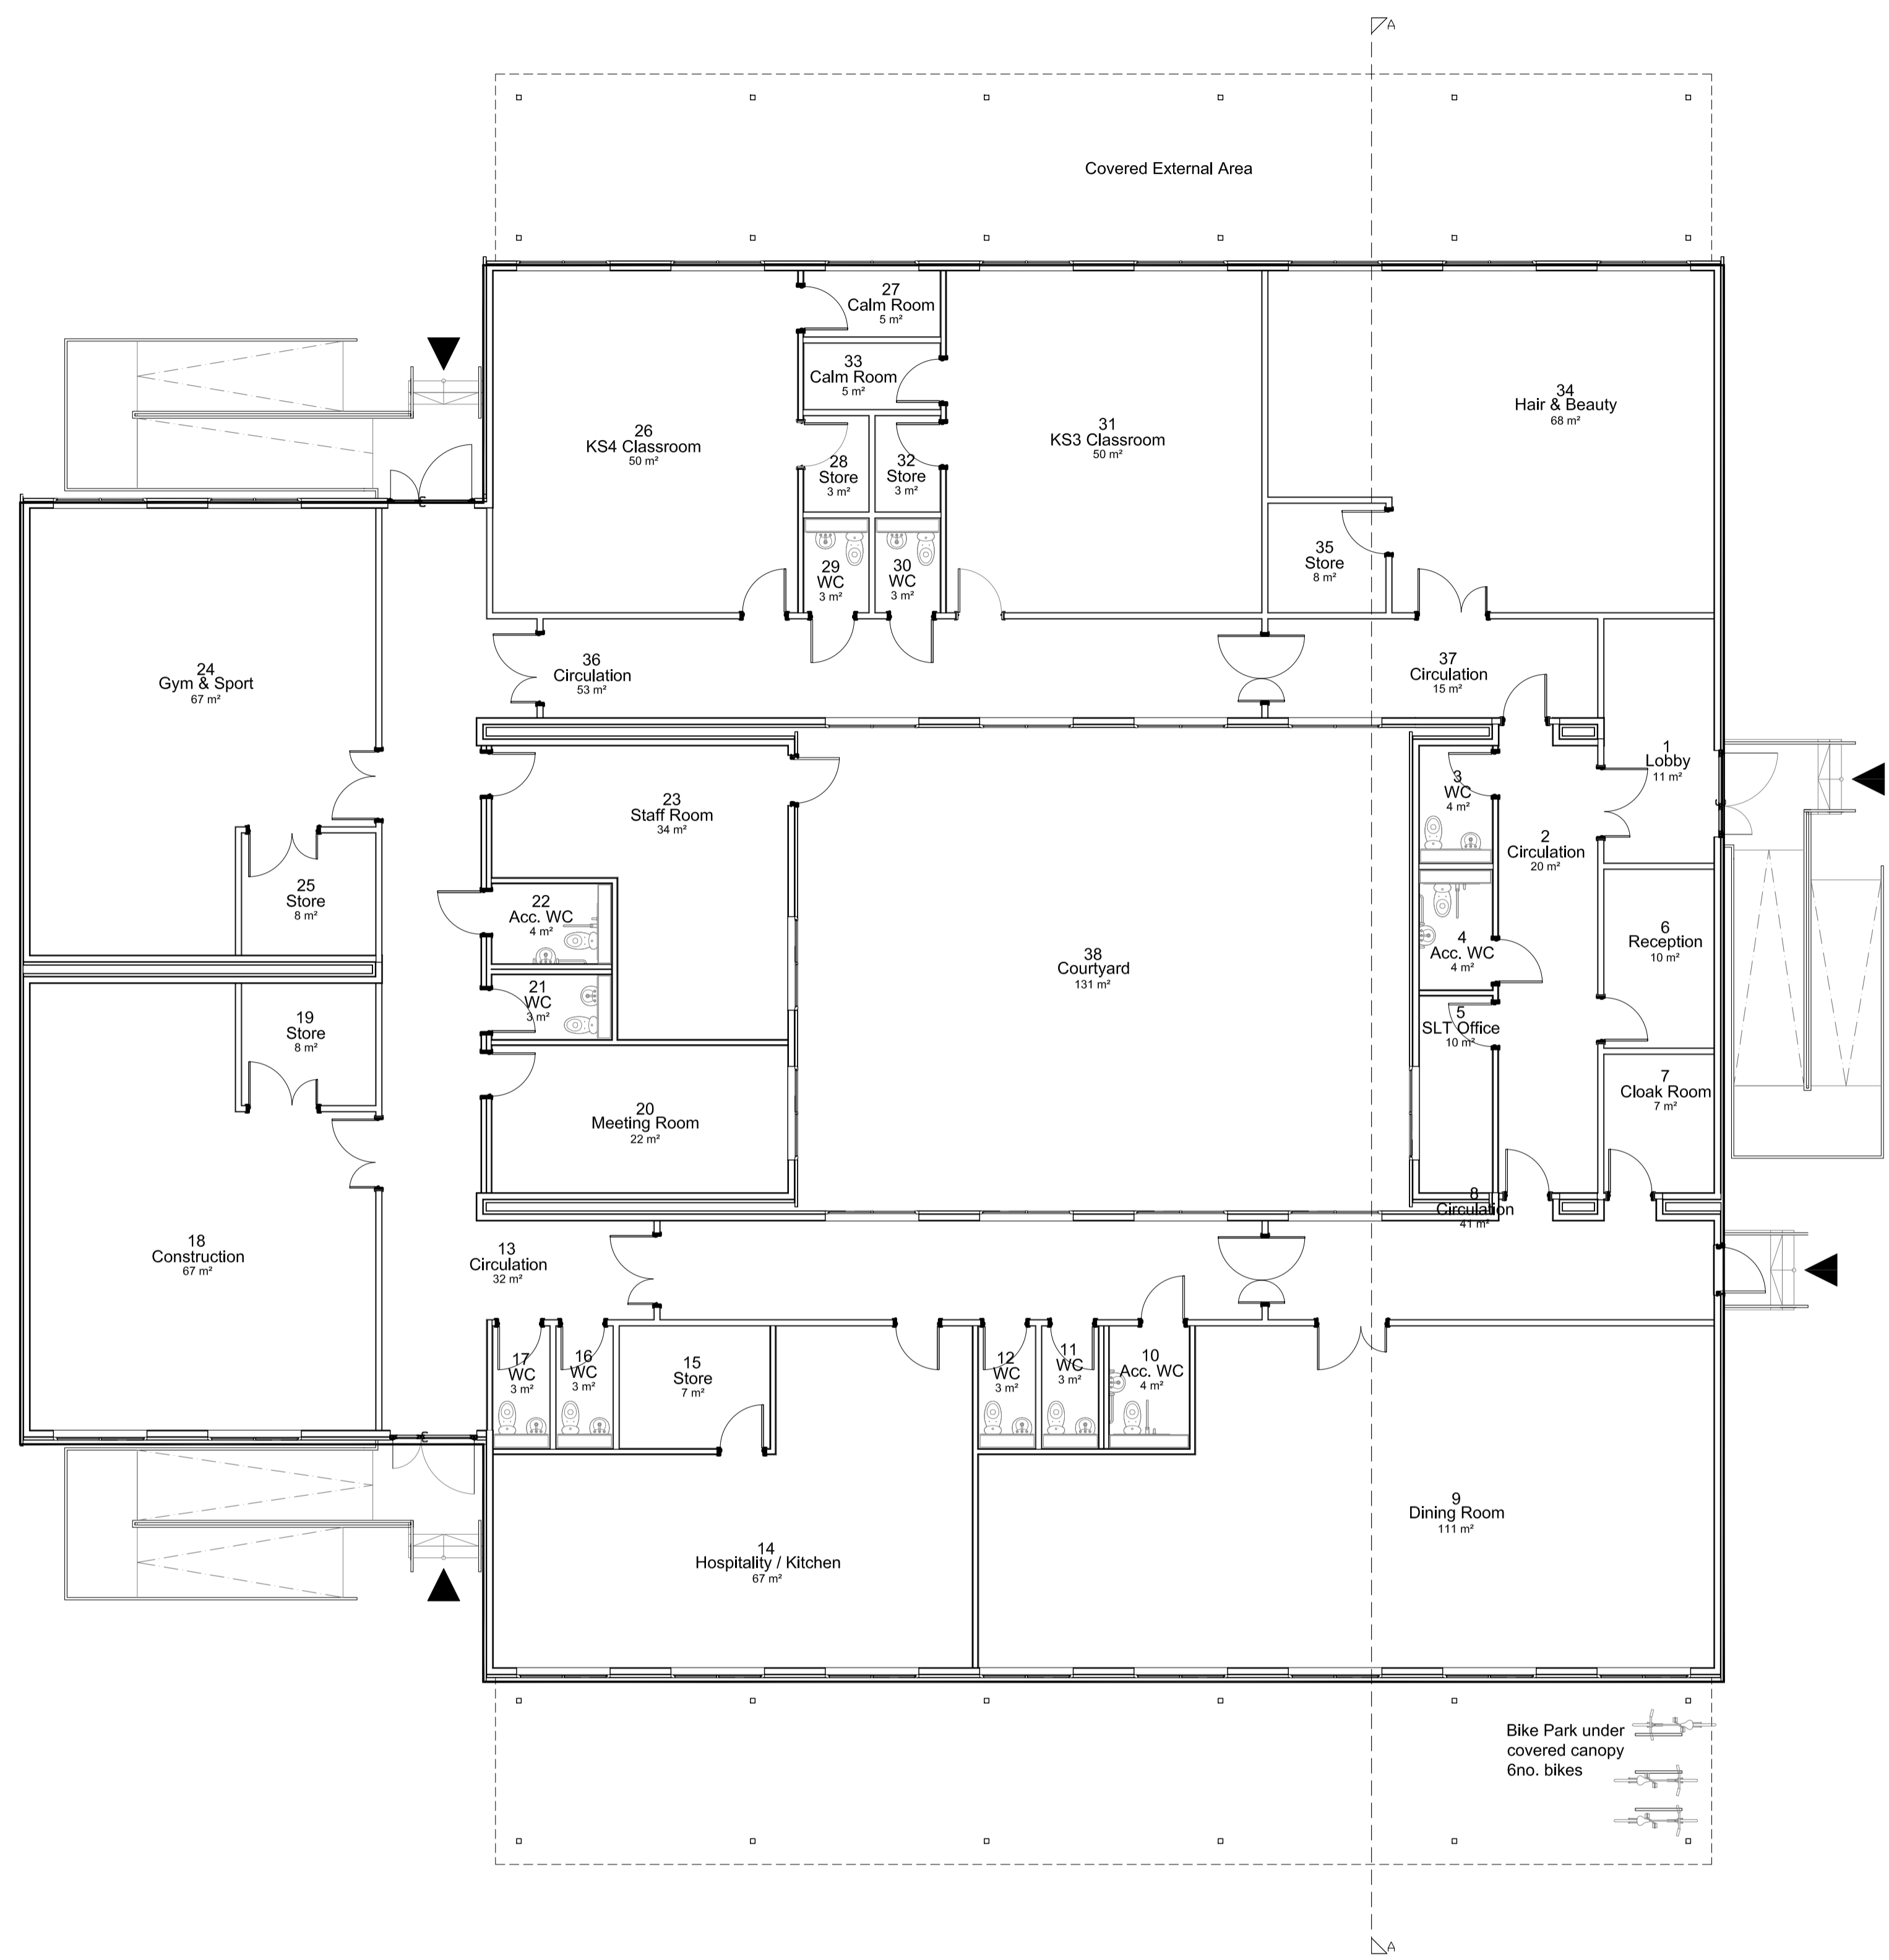 A
Covered External Area
27
Calm Room
5 m²
33
Calm Room
5 m²
34
Hair & Beauty
68 m²
26
KS4 Classroom
50 m²
31
KS3 Classroom
50 m²
28
Store
3 m²
32
Store
3 m²
35
Store
8 m²
29
WC
3 m²
30
WC
3 m²
24
Gym & Sport
67 m²
36
Circulation
53 m²
37
Circulation
15 m²
1
Lobby
11 m²
3
WC
4 m²
23
Staff Room
34 m²
2
Circulation
20 m²
25
Store
8 m²
22
Acc. WC
4 m²
38
Courtyard
131 m²
4
Acc. WC
4 m²
6
Reception
10 m²
21
WC
3 m²
19
Store
8 m²
5
SLT Office
10 m²
7
Cloak Room
7 m²
20
Meeting Room
22 m²
8
Circulation
41 m²
18
Construction
67 m²
13
Circulation
32 m²
17
WC
3 m²
16
WC
3 m²
15
Store
7 m²
12
WC
3 m²
11
WC
3 m²
10
Acc. WC
4 m²
9
Dining Room
111 m²
14
Hospitality / Kitchen
67 m²
Bike Park under
covered canopy
6no. bikes
A